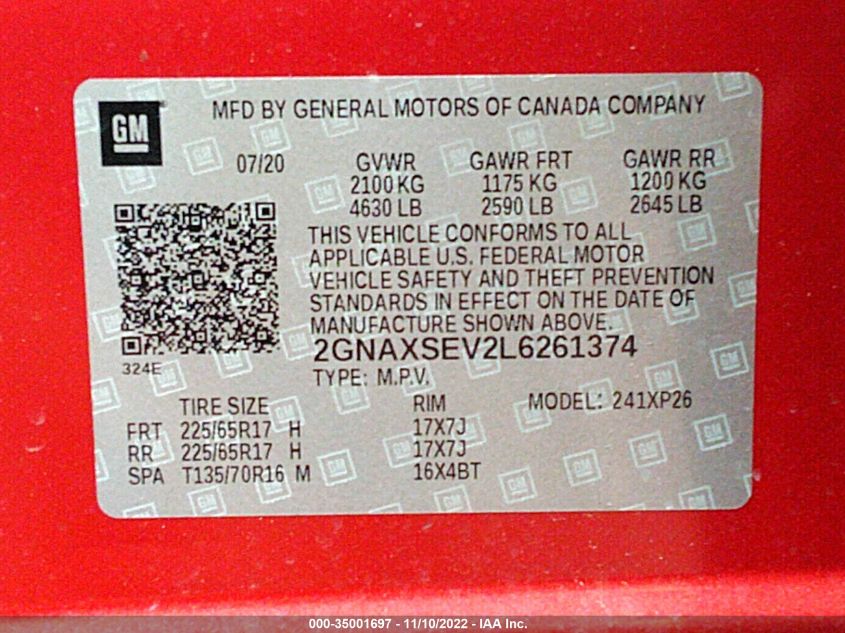 GM
MFD BY GENERAL MOTORS OF CANADA COMPANY
07/20 GVWR GAWR FRT GAWR RR
2100 KG 1175 KG 1200 KG
4630 LB 2590 LB 2645 LB
THIS VEHICLE CONFORMS TO ALL
APPLICABLE U.S. FEDERAL MOTOR
VEHICLE SAFETY AND THEFT PREVENTION
STANDARDS IN EFFECT ON THE DATE OF
MANUFACTURE SHOWN ABOVE.
2GNAXSEV2L6261374
324E
TYPE: M.P.V.
TIRE SIZE RIM MODEL: 241XP26
FRT 225/65R17 H 17X7J
RR 225/65R17 H 17X7J
SPA T135/70R16 M 16X4BT
000-35001697 - 11/10/2022 - IAA Inc.